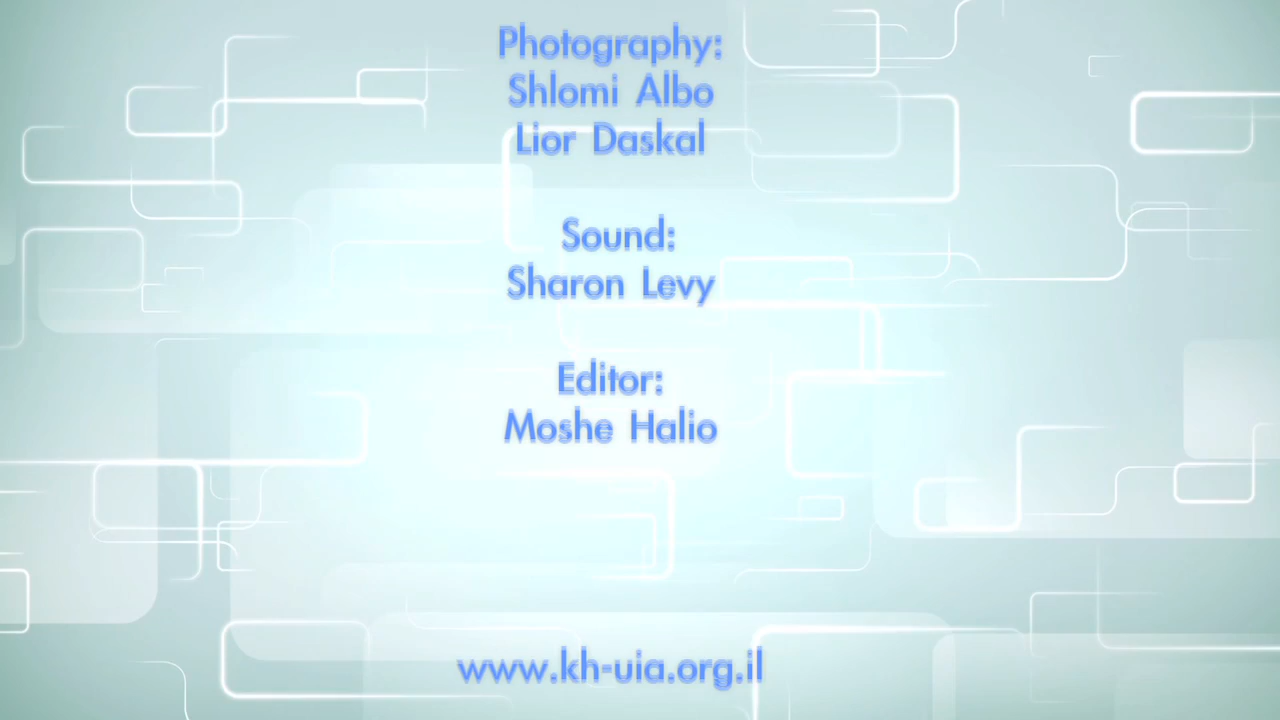 Photography:
Shlomi Albo
Lior Daskal
Sound:
Sharon Levy
Editor:
Moshe Halio
www.kh-uia.org.il